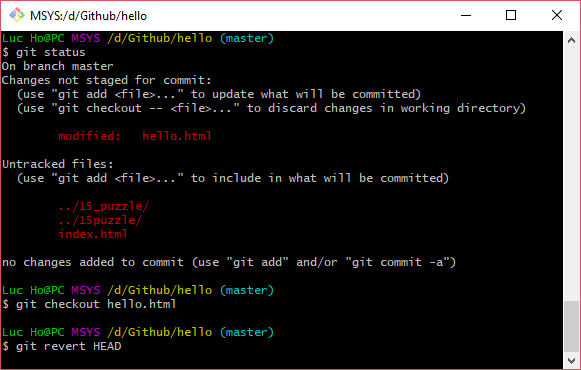 MSYS:/d/Github/hello
Luc Ho@PC MSYS /d/Github/hello (master)
$ git status
On branch master
Changes not staged for commit:
  (use "git add <file>..." to update what will be committed)
  (use "git checkout -- <file>..." to discard changes in working directory)

        modified:   hello.html

Untracked files:
  (use "git add <file>..." to include in what will be committed)

        ../15_puzzle/
        ../15puzzle/
        index.html

no changes added to commit (use "git add" and/or "git commit -a")

Luc Ho@PC MSYS /d/Github/hello (master)
$ git checkout hello.html

Luc Ho@PC MSYS /d/Github/hello (master)
$ git revert HEAD